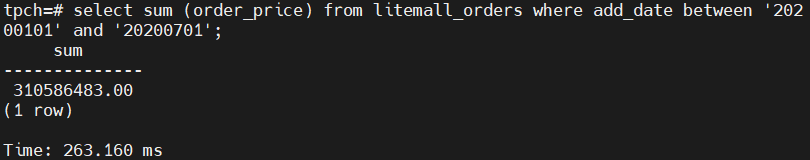 tpch=# select sum (order_price) from litemall_orders where add_date between '202
00101' and '20200701';
     sum
--------------
 310586483.00
(1 row)

Time: 263.160 ms